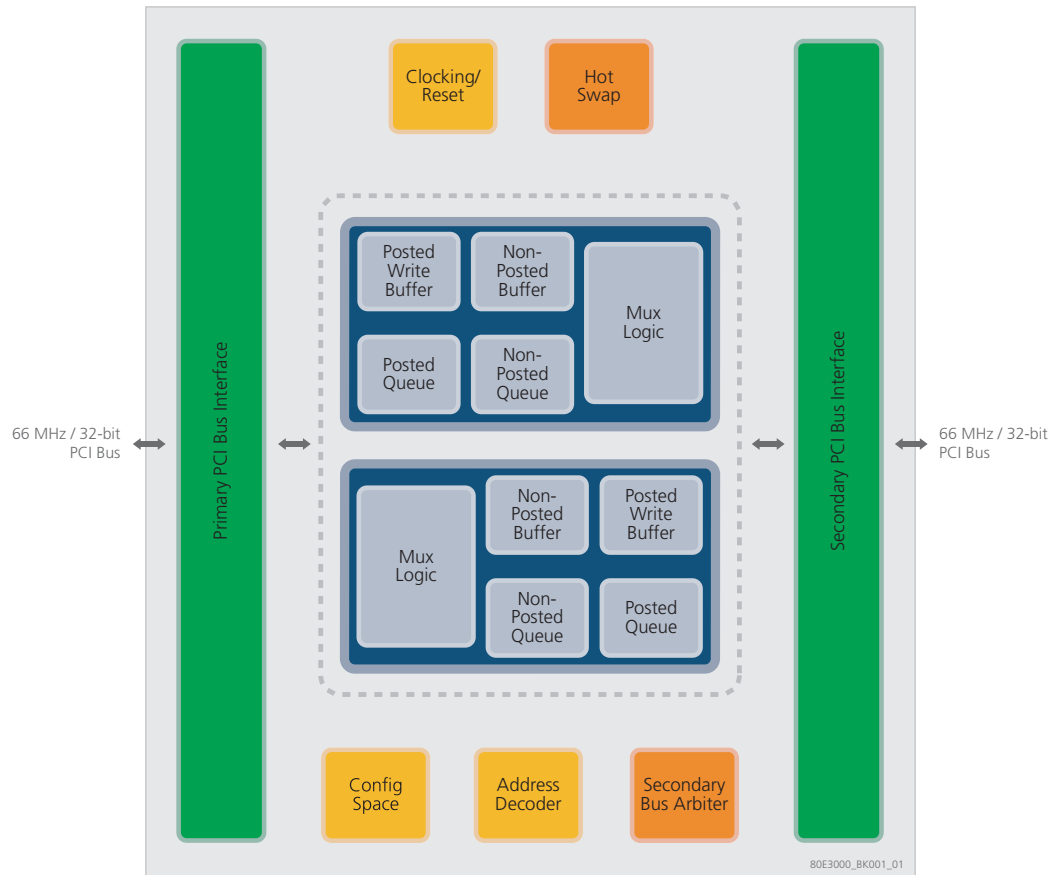 Clocking/
Reset
Hot
Swap
Posted
Write
Buffer
Non-
Posted
Buffer
Mux
Logic
Posted
Queue
Non-
Posted
Queue
Primary PCI Bus Interface
Secondary PCI Bus Interface
66 MHz / 32-bit
PCI Bus
66 MHz / 32-bit
PCI Bus
Mux
Logic
Non-
Posted
Buffer
Posted
Write
Buffer
Non-
Posted
Queue
Posted
Queue
Config
Space
Address
Decoder
Secondary
Bus Arbiter
80E3000_BK001_01